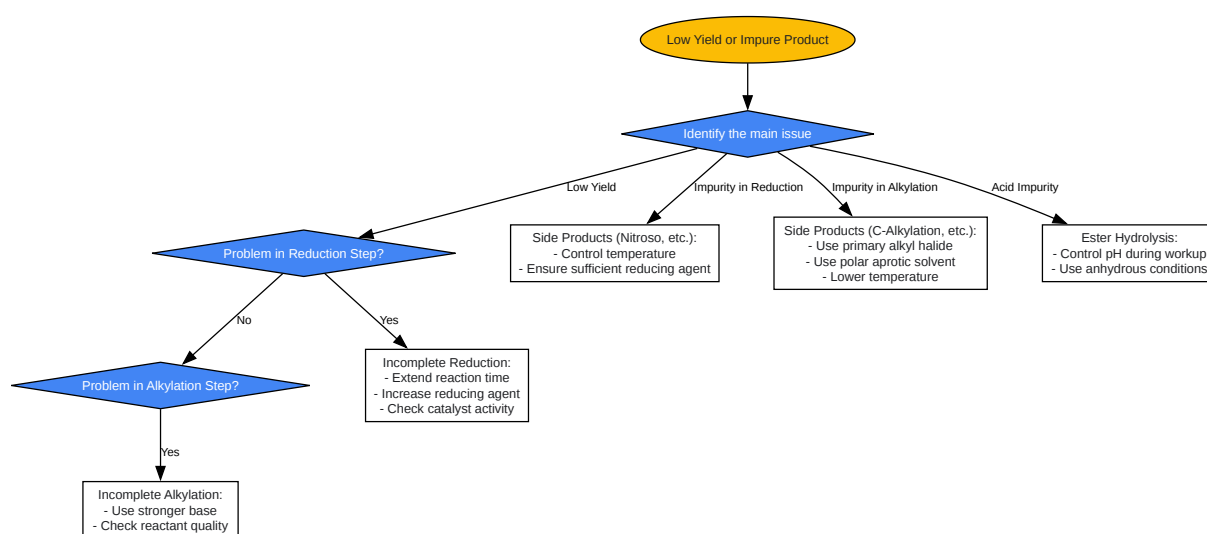 Low Yield or Impure Product
Identify the main issue
Low Yield
Impurity in Reduction
Impurity in Alkylation
Acid Impurity
Problem in Reduction Step?
Side Products (Nitroso, etc.):
- Control temperature
- Ensure sufficient reducing agent
Side Products (C-Alkylation, etc.):
- Use primary alkyl halide
- Use polar aprotic solvent
- Lower temperature
Ester Hydrolysis:
- Control pH during workup
- Use anhydrous conditions
No
Yes
Problem in Alkylation Step?
Incomplete Reduction:
- Extend reaction time
- Increase reducing agent
- Check catalyst activity
Yes
Incomplete Alkylation:
- Use stronger base
- Check reactant quality